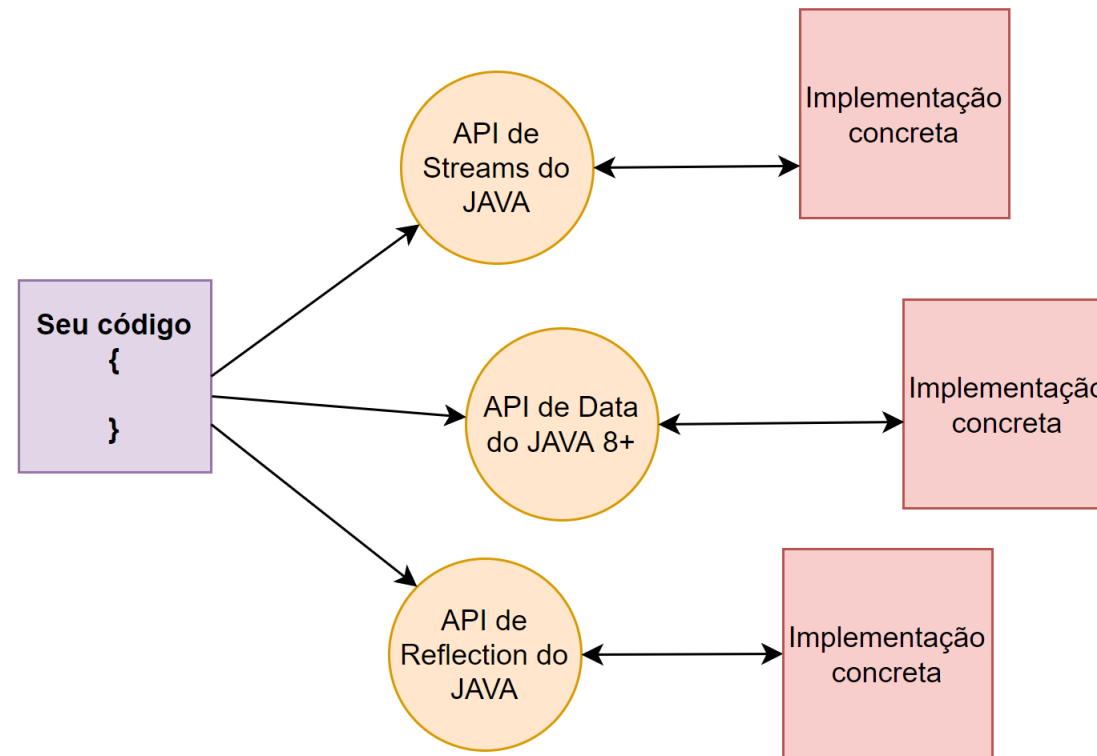 Implementação
concreta
API de
Streams do
JAVA
Seu código
{
}
API de Data
do JAVA 8+
Implementação
concreta
API de
Reflection do
JAVA
Implementação
concreta